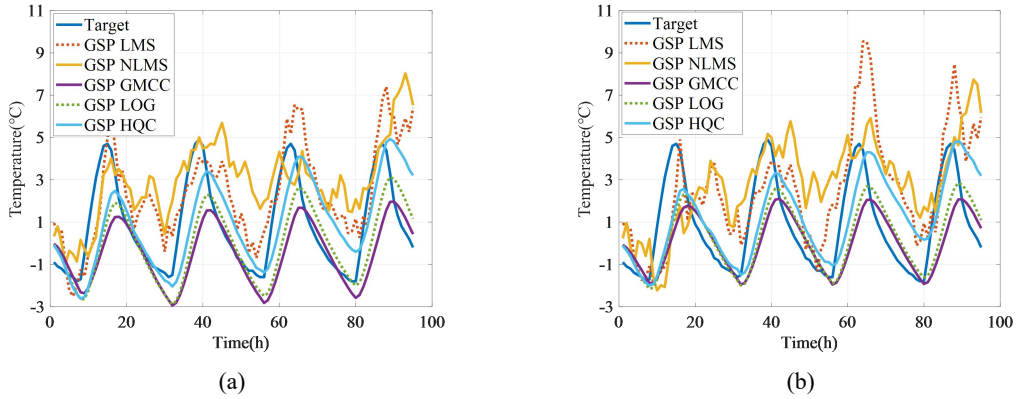 11
9
7
5
3
1
-1
-3
Temperature(°C)
Target
GSP LMS
GSP NLMS
GSP GMCC
GSP LOG
GSP HQC
0
20
40
60
80
100
Time(h)
(a)
11
9
7
5
3
1
-1
-3
Temperature(°C)
Target
GSP LMS
GSP NLMS
GSP GMCC
GSP LOG
GSP HQC
0
20
40
60
80
100
Time(h)
(b)